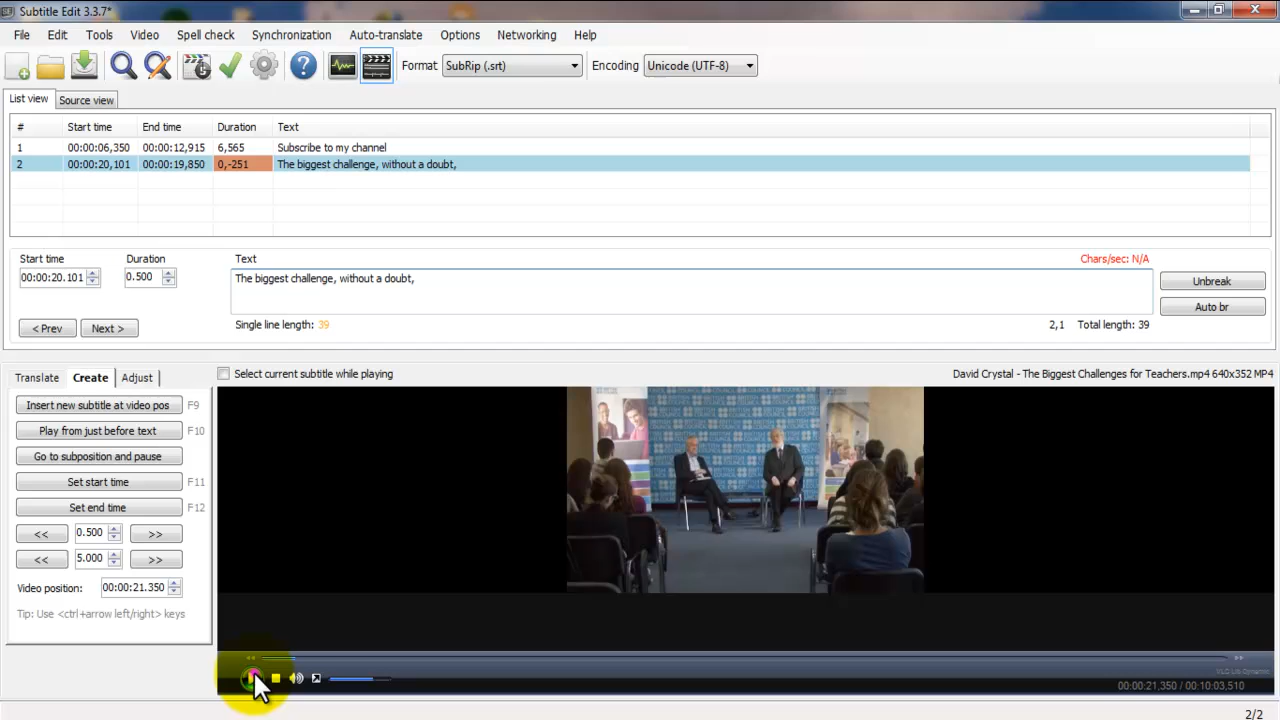 Subtitle Edit 3.3.7*
File Edit Tools Video Spell check Synchronization Auto-translate Options Networking Help
Format SubRip (.srt) Encoding Unicode (UTF-8)
List view Source view
# Start time End time Duration Text
1 00:00:06,350 00:00:12,915 6,565 Subscribe to my channel
2 00:00:20,101 00:00:19,850 0,-251 The biggest challenge, without a doubt,
Start time Duration Text Chars/sec: N/A
00:00:20.101 0.500 The biggest challenge, without a doubt, Unbreak
Auto br
< Prev Next > Single line length: 39 2,1 Total length: 39
Translate Create Adjust Select current subtitle while playing David Crystal - The Biggest Challenges for Teachers.mp4 640x352 MP4
Insert new subtitle at video pos F9
Play from just before text F10
Go to subposition and pause
Set start time F11
Set end time F12
<< 0.500 >>
<< 5.000 >>
Video position: 00:00:21.350
Tip: Use <ctrl+arrow left/right> keys
BRITISH COUNCIL
00:00:21,350 / 00:10:03,510
2/2